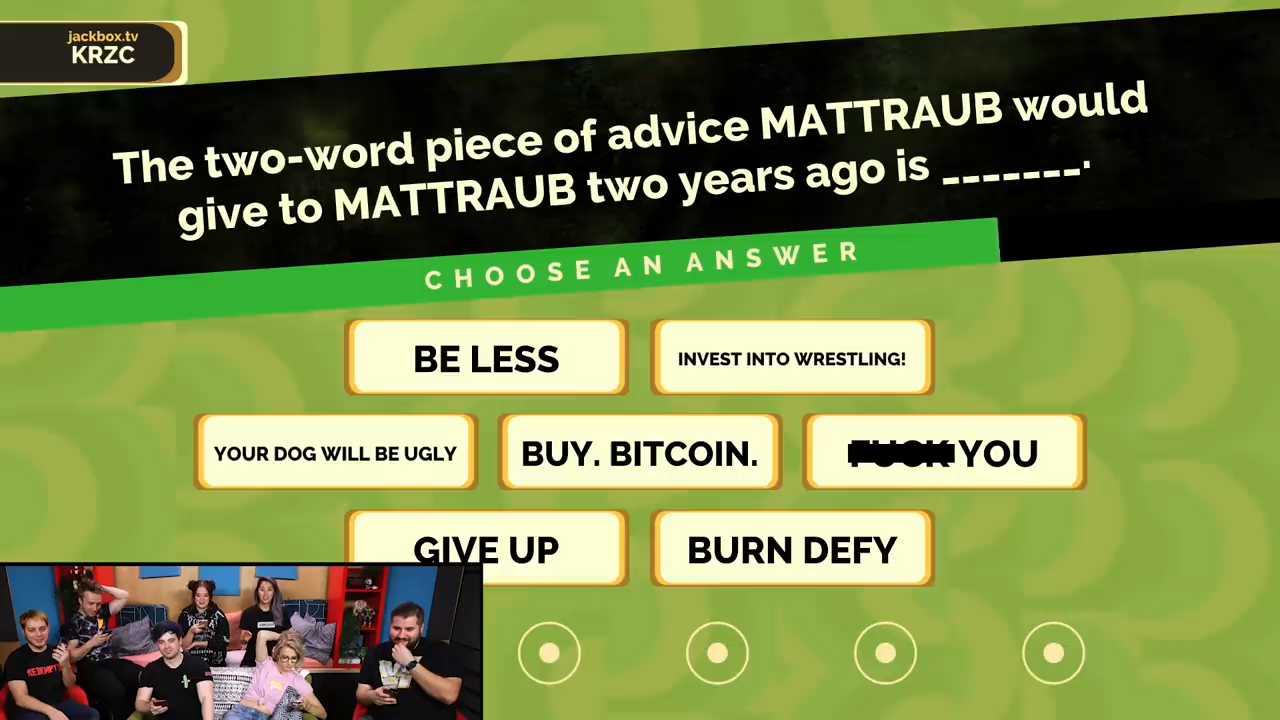 jackbox.tv
KRZC
The two-word piece of advice MATTRAUB would
give to MATTRAUB two years ago is _______.
CHOOSE AN ANSWER
BE LESS
INVEST INTO WRESTLING!
YOUR DOG WILL BE UGLY
BUY. BITCOIN.
YOU
GIVE UP
BURN DEFY